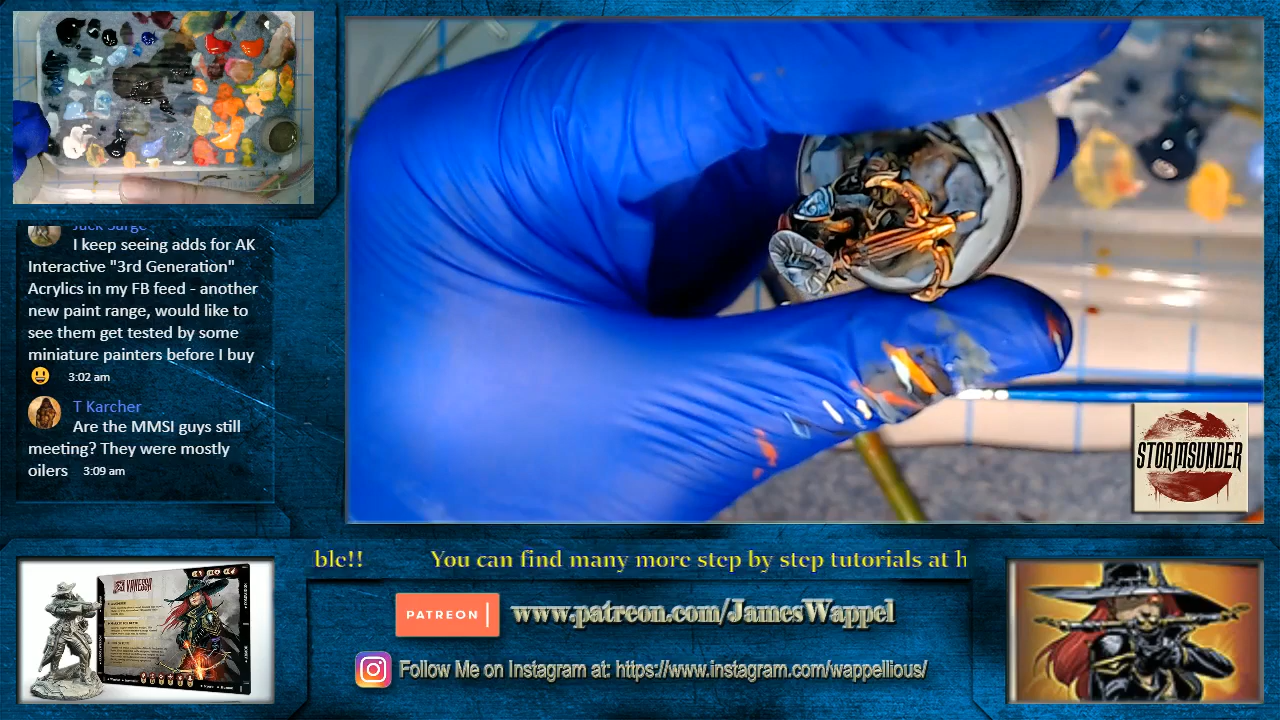 Jack Sarge
I keep seeing adds for AK
Interactive "3rd Generation"
Acrylics in my FB feed - another
new paint range, would like to
see them get tested by some
miniature painters before I buy
3:02 am
T Karcher
Are the MMSI guys still
meeting? They were mostly
oilers 3:09 am
STORMSUNDER
VANESSA
ble!! You can find many more step by step tutorials at h
PATREON
www.patreon.com/JamesWappel
Follow Me on Instagram at: https://www.instagram.com/wappellious/